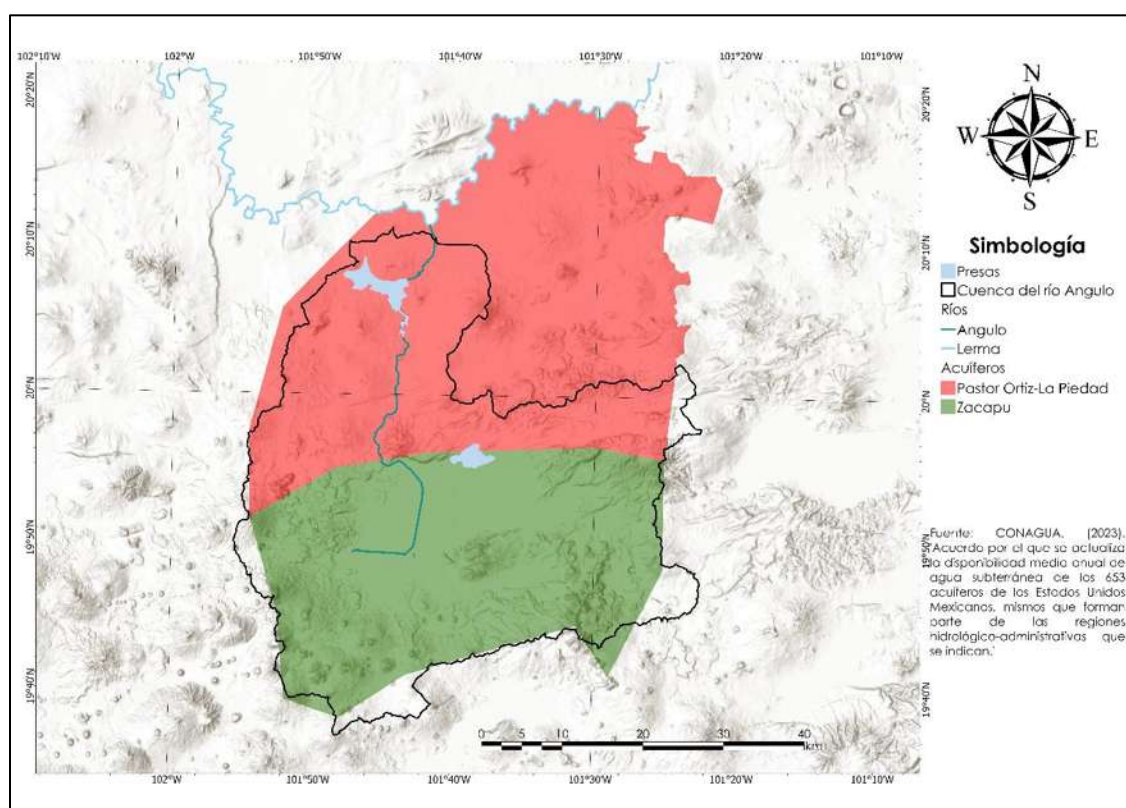 102°10'W 102°W 101°50'W 101°40'W 101°30'W 101°20'W 101°10'W
20°20'N
20°20'N
20°10'N
20°10'N
20°N
20°N
19°50'N
19°50'N
19°40'N
19°40'N
102°W 101°50'W 101°40'W 101°30'W 101°20'W 101°10'W
0 5 10 20 30 40
km
N
W E
S
Simbología
Presas
Cuenca del río Angulo
Ríos
Angulo
Lerma
Acuíferos
Pastor Ortiz-La Piedad
Zacapu
Fuente: CONAGUA. (2023).
"Acuerdo por el que se actualiza
la disponibilidad media anual de
agua subterránea de los 653
acuíferos de los Estados Unidos
Mexicanos, mismos que forman
parte de las regiones
hidrológico-administrativas que
se indican."